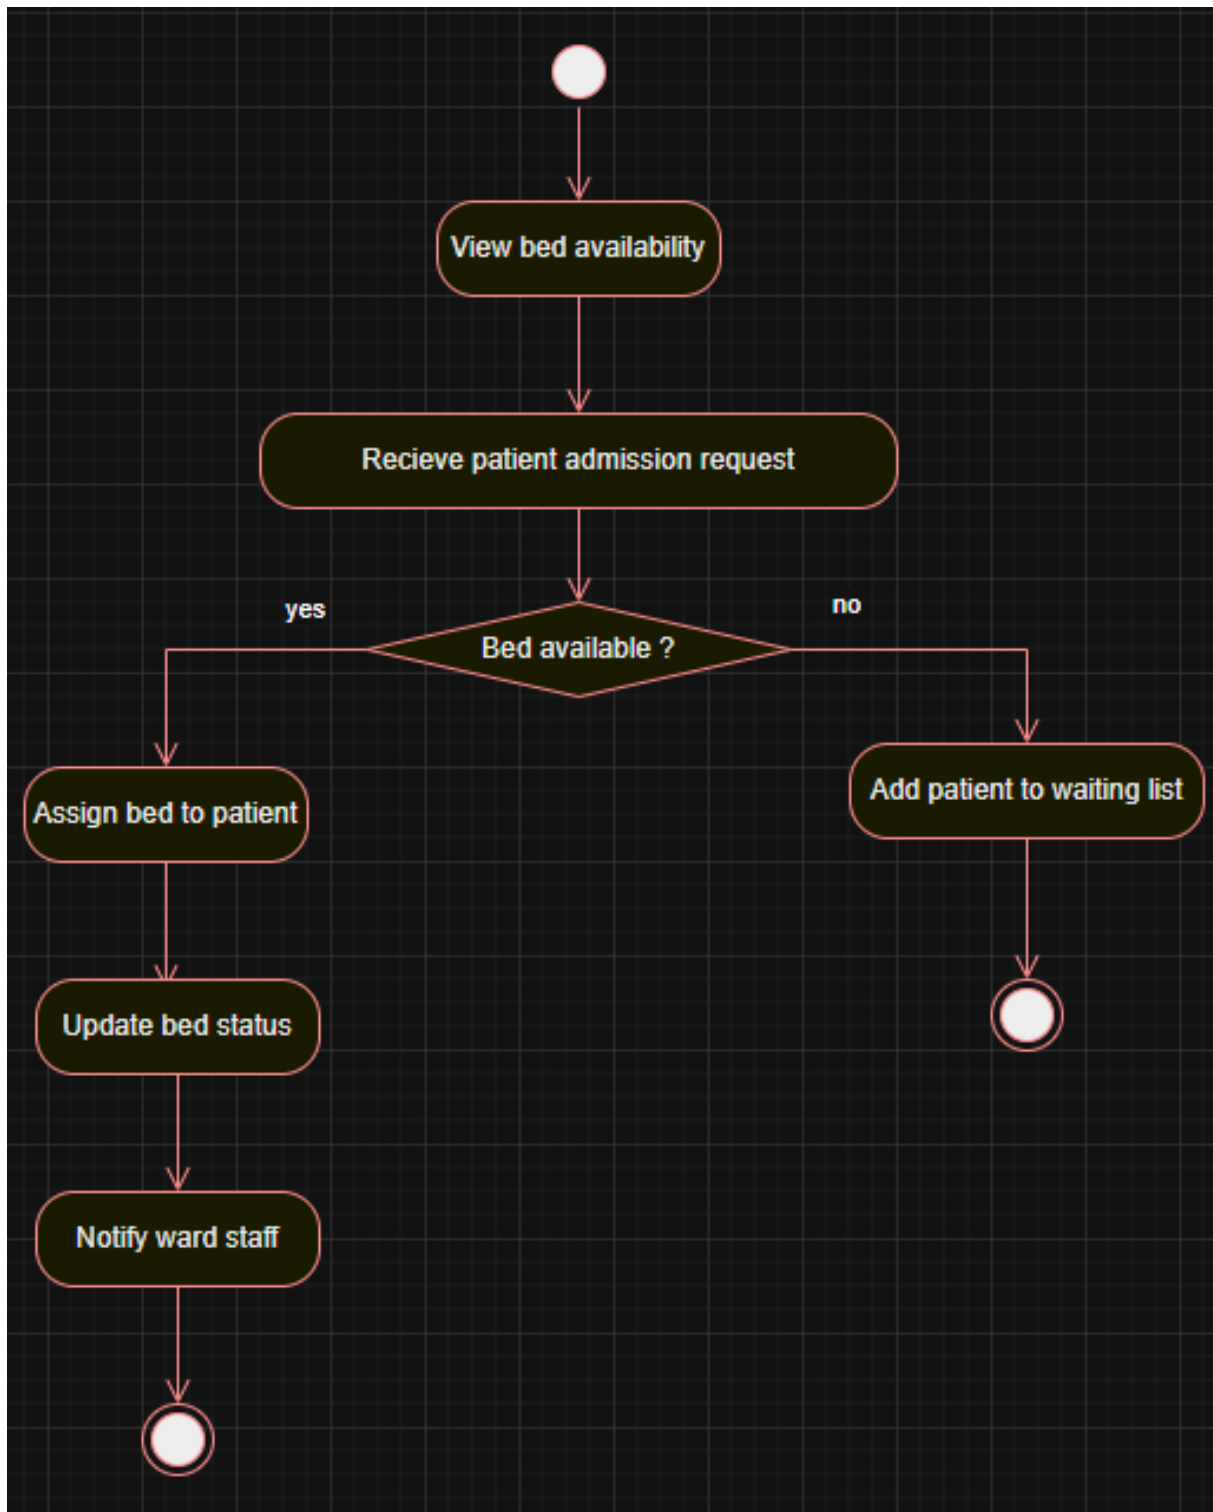 View bed availability
Recieve patient admission request
yes
no
Bed available ?
Add patient to waiting list
Assign bed to patient
Update bed status
Notify ward staff